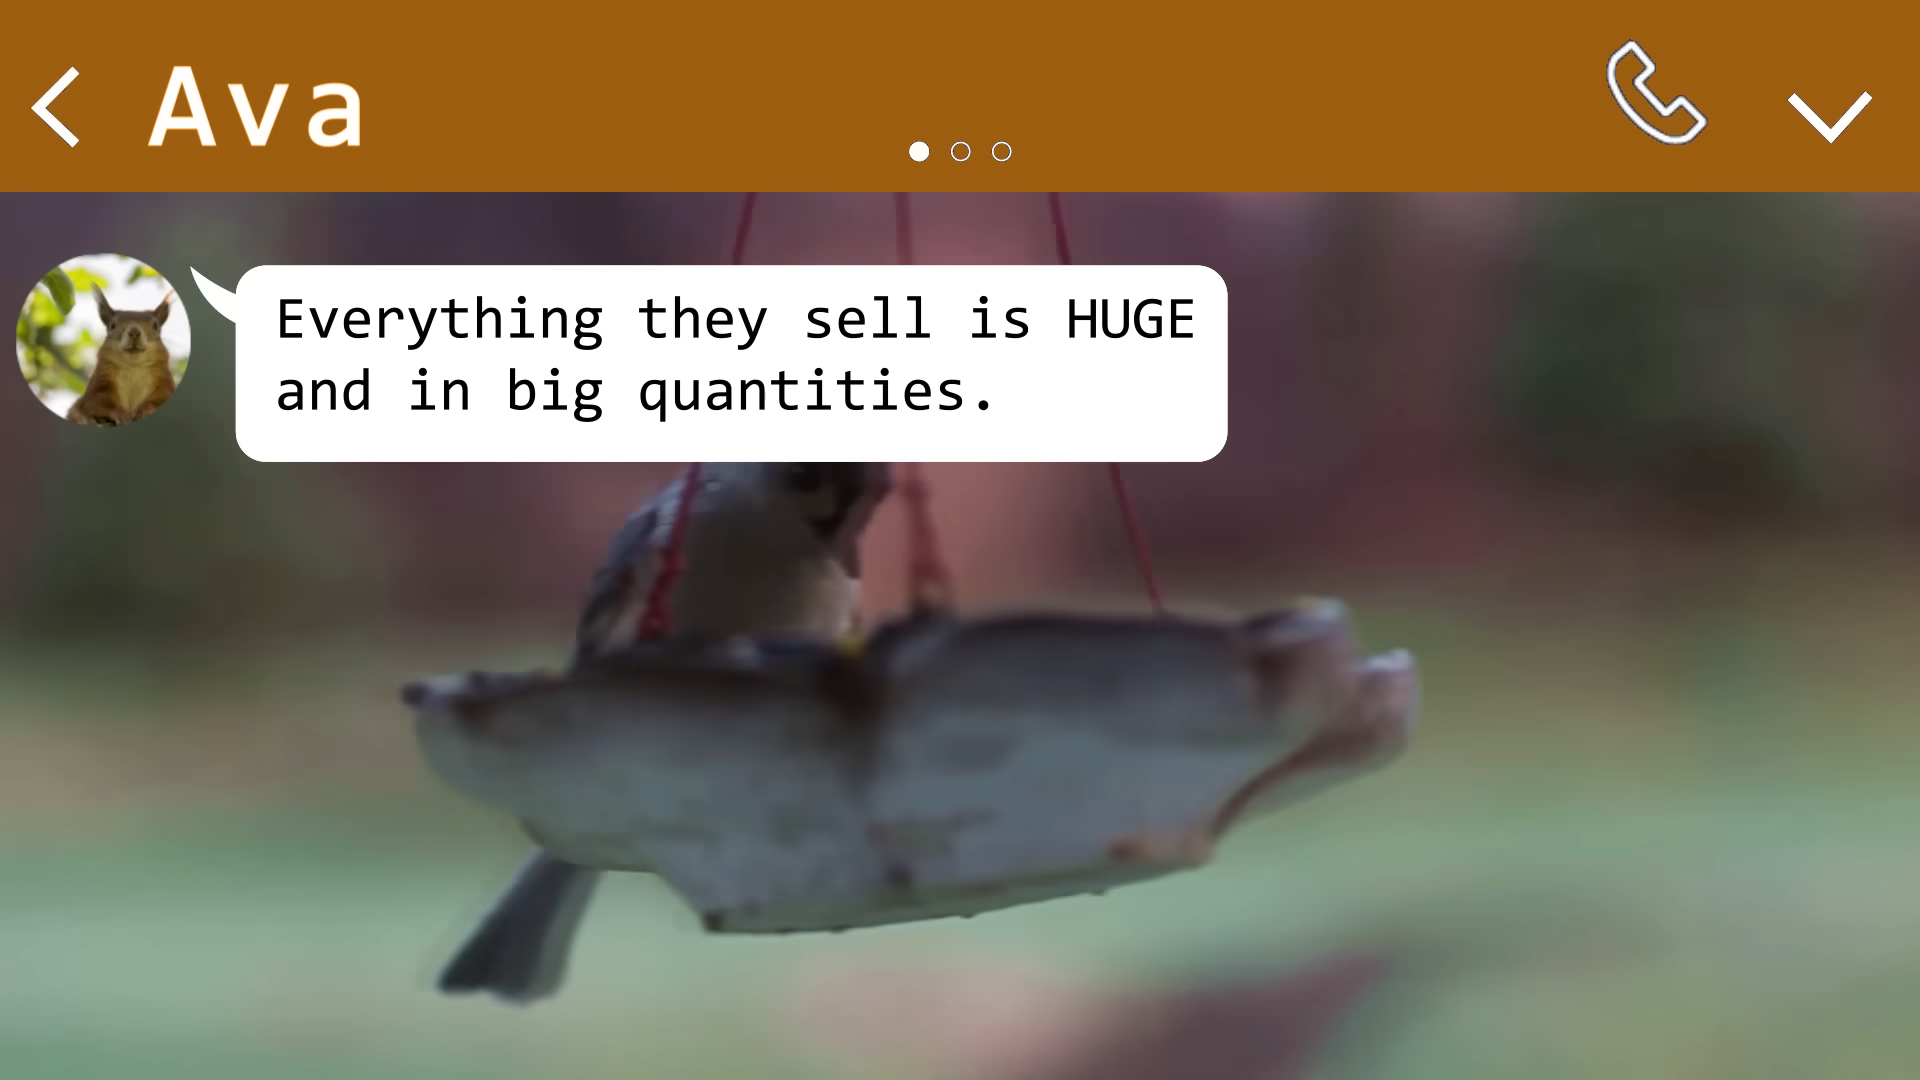 Ava
Everything they sell is HUGE
and in big quantities.